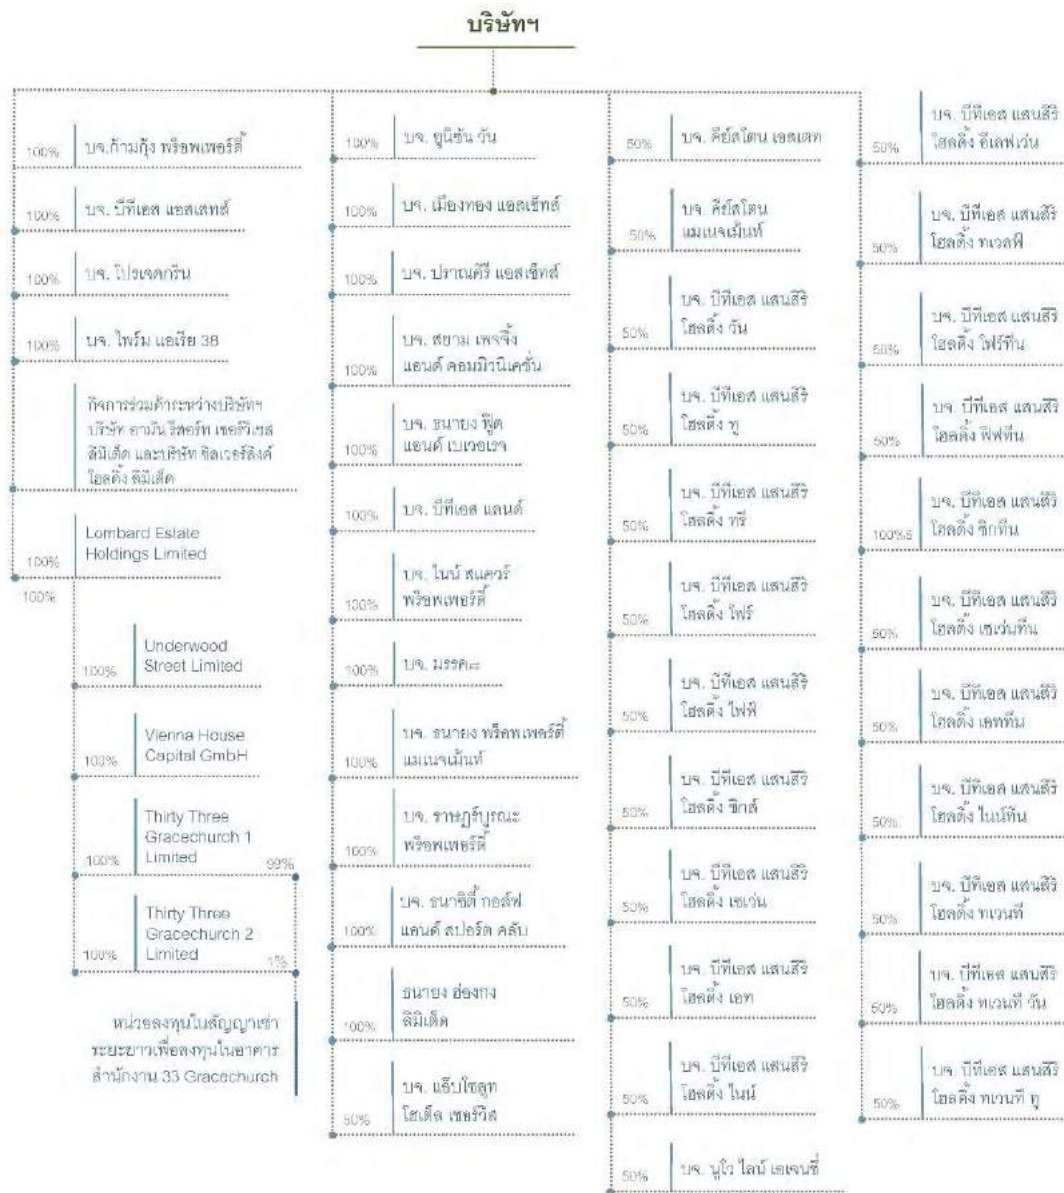 บริษัทฯ
100%
บจ.ก้ามกุ้ง พร็อพเพอร์ตี้
100%
บจ. บีทีเอส แอสเสทส์
100%
บจ. โปรเจคกรีน
100%
บจ. ไพร์ม แอเรีย 38
กิจการร่วมค้าระหว่างบริษัทฯ
บริษัท อามัน รีสอร์ท เซอร์วิเซส
ลิมิเต็ด และบริษัท ซิลเวอร์ลิงค์
โฮลดิ้ง ลิมิเต็ด
Lombard Estate
Holdings Limited
100%
100%
Underwood
Street Limited
100%
Vienna House
Capital GmbH
100%
Thirty Three
Gracechurch 1
Limited
100%
99%
Thirty Three
Gracechurch 2
Limited
100%
1%
หน่วยลงทุนในสัญญาเช่า
ระยะยาวเพื่อลงทุนในอาคาร
สำนักงาน 33 Gracechurch
100%
บจ. ยูนิซัน วัน
100%
บจ. เมืองทอง แอสเซ็ทส์
100%
บจ. ปราณคีรี แอสเซ็ทส์
บจ. สยาม เพจจิ้ง
แอนด์ คอมมิวนิเคชั่น
100%
บจ. ธนายง ฟู้ด
แอนด์ เบเวอเรจ
100%
100%
บจ. บีทีเอส แลนด์
บจ. ไนน์ สแควร์
พร็อพเพอร์ตี้
100%
100%
บจ. มรรค๘
บจ. ธนายง พร็อพเพอร์ตี้
แมเนจเม้นท์
100%
บจ. ราษฎร์บูรณะ
พร็อพเพอร์ตี้
100%
บจ. ธนาซิตี้ กอล์ฟ
แอนด์ สปอร์ต คลับ
100%
ธนายง ฮ่องกง
ลิมิเต็ด
100%
บจ. แอ๊บโซลูท
โฮเต็ล เซอร์วิส
50%
50%
บจ. คีย์สโตน เอสเตท
บจ. คีย์สโตน
แมเนจเม้นท์
50%
บจ. บีทีเอส แสนสิริ
โฮลดิ้ง วัน
50%
บจ. บีทีเอส แสนสิริ
โฮลดิ้ง ทู
50%
บจ. บีทีเอส แสนสิริ
โฮลดิ้ง ทรี
50%
บจ. บีทีเอส แสนสิริ
โฮลดิ้ง โฟร์
50%
บจ. บีทีเอส แสนสิริ
โฮลดิ้ง ไฟฟ์
50%
บจ. บีทีเอส แสนสิริ
โฮลดิ้ง ซิกส์
50%
บจ. บีทีเอส แสนสิริ
โฮลดิ้ง เซเว่น
50%
บจ. บีทีเอส แสนสิริ
โฮลดิ้ง เอท
50%
บจ. บีทีเอส แสนสิริ
โฮลดิ้ง ไนน์
50%
50%
บจ. นูโว ไลน์ เอเจนซี่
บจ. บีทีเอส แสนสิริ
โฮลดิ้ง อีเลฟเว่น
50%
บจ. บีทีเอส แสนสิริ
โฮลดิ้ง ทเวลฟ์
50%
บจ. บีทีเอส แสนสิริ
โฮลดิ้ง โฟร์ทีน
50%
บจ. บีทีเอส แสนสิริ
โฮลดิ้ง ฟิฟทีน
50%
บจ. บีทีเอส แสนสิริ
โฮลดิ้ง ซิกทีน
100%
บจ. บีทีเอส แสนสิริ
โฮลดิ้ง เซเว่นทีน
50%
บจ. บีทีเอส แสนสิริ
โฮลดิ้ง เอททีน
50%
บจ. บีทีเอส แสนสิริ
โฮลดิ้ง ไนน์ทีน
50%
บจ. บีทีเอส แสนสิริ
โฮลดิ้ง ทเวนที
50%
บจ. บีทีเอส แสนสิริ
โฮลดิ้ง ทเวนที วัน
50%
บจ. บีทีเอส แสนสิริ
โฮลดิ้ง ทเวนที ทู
50%